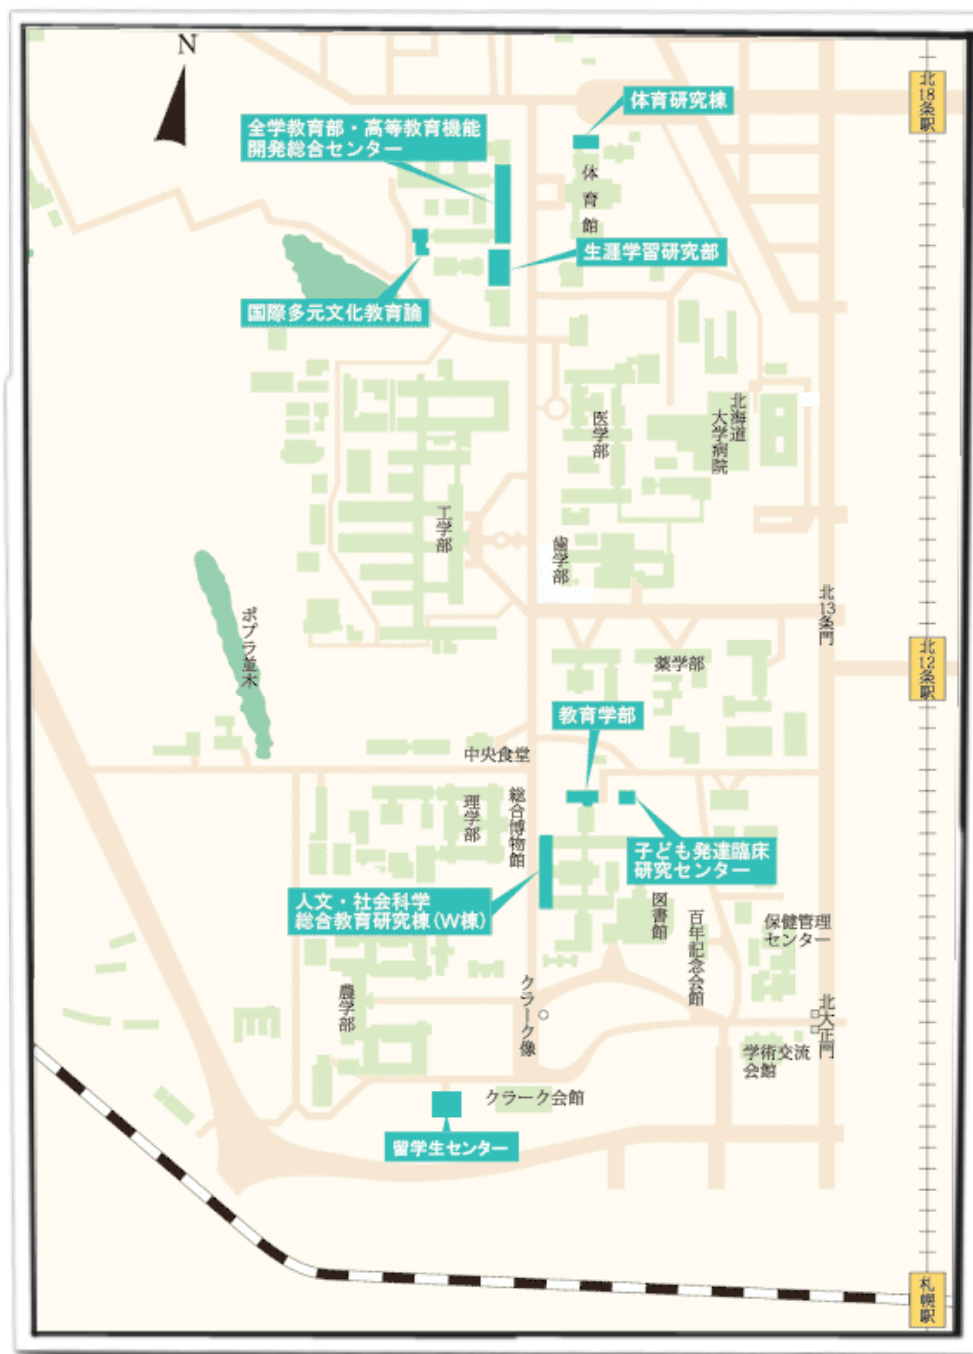 N
北18条駅
体育研究棟
全学教育部・高等教育機能
開発総合センター
体育館
生涯学習研究部
国際多元文化教育論
北海道
大学病院
医学部
工学部
歯学部
北13条門
ポプラ並木
北12条駅
薬学部
教育学部
中央食堂
総合博物館
理学部
子ども発達臨床
研究センター
人文・社会科学
総合教育研究棟(W棟)
図書館
百年記念会館
保健管理
センター
クラーク像
農学部
北大正門
学術交流
会館
クラーク会館
留学生センター
札幌駅